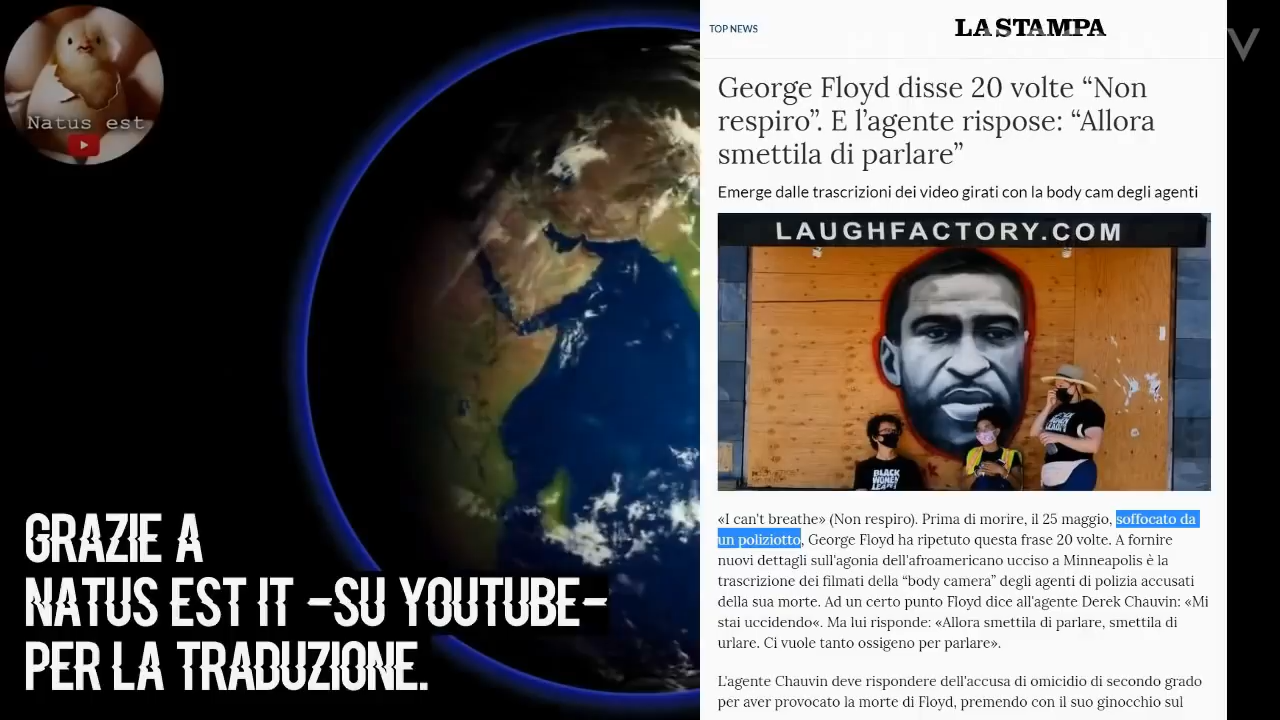 Natus est
GRAZIE A
NATUS EST IT -SU YOUTUBE-
PER LA TRADUZIONE.
TOP NEWS
LA STAMPA
V
George Floyd disse 20 volte “Non
respiro”. E l’agente rispose: “Allora
smettila di parlare”
Emerge dalle trascrizioni dei video girati con la body cam degli agenti
LAUGHFACTORY.COM
BLACK
WOMEN
«I can't breathe» (Non respiro). Prima di morire, il 25 maggio, soffocato da
un poliziotto, George Floyd ha ripetuto questa frase 20 volte. A fornire
nuovi dettagli sull'agonia dell'afroamericano ucciso a Minneapolis è la
trascrizione dei filmati della “body camera” degli agenti di polizia accusati
della sua morte. Ad un certo punto Floyd dice all'agente Derek Chauvin: «Mi
stai uccidendo«. Ma lui risponde: «Allora smettila di parlare, smettila di
urlare. Ci vuole tanto ossigeno per parlare».
L'agente Chauvin deve rispondere dell'accusa di omicidio di secondo grado
per aver provocato la morte di Floyd, premendo con il suo ginocchio sul